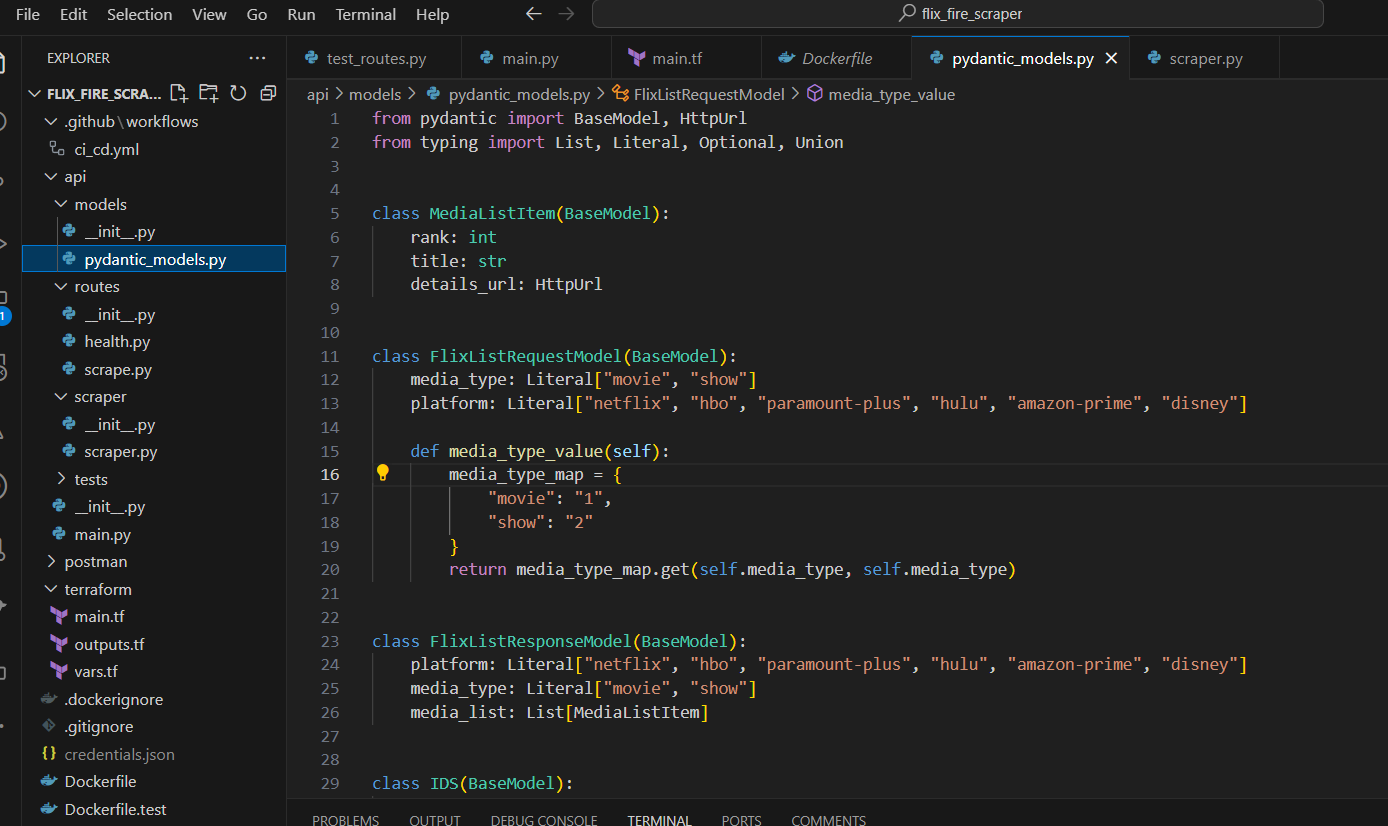 File Edit Selection View Go Run Terminal Help
flix_fire_scraper
EXPLORER
test_routes.py
main.py
main.tf
Dockerfile
pydantic_models.py
scraper.py
FLIX_FIRE_SCRA...
api > models > pydantic_models.py > FlixListRequestModel > media_type_value
.github\workflows
ci_cd.yml
api
models
__init__.py
pydantic_models.py
routes
__init__.py
health.py
scrape.py
scraper
__init__.py
scraper.py
tests
__init__.py
main.py
postman
terraform
main.tf
outputs.tf
vars.tf
.dockerignore
.gitignore
credentials.json
Dockerfile
Dockerfile.test
1
1 from pydantic import BaseModel, HttpUrl
2 from typing import List, Literal, Optional, Union
3
4
5 class MediaListItem(BaseModel):
6     rank: int
7     title: str
8     details_url: HttpUrl
9
10
11 class FlixListRequestModel(BaseModel):
12     media_type: Literal["movie", "show"]
13     platform: Literal["netflix", "hbo", "paramount-plus", "hulu", "amazon-prime", "disney"]
14
15     def media_type_value(self):
16         media_type_map = {
17             "movie": "1",
18             "show": "2"
19         }
20         return media_type_map.get(self.media_type, self.media_type)
21
22
23 class FlixListResponseModel(BaseModel):
24     platform: Literal["netflix", "hbo", "paramount-plus", "hulu", "amazon-prime", "disney"]
25     media_type: Literal["movie", "show"]
26     media_list: List[MediaListItem]
27
28
29 class IDS(BaseModel):
PROBLEMS OUTPUT DEBUG CONSOLE TERMINAL PORTS COMMENTS